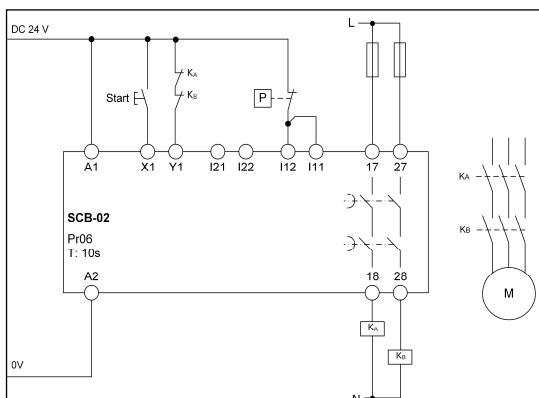 DC 24 V
L
KA
KB
Start
P
A1 X1 Y1 I21 I22 I12 I11 17 27
SCB-02
Pr06
T: 10s
A2
18 28
KA
KB
M
KA
KB
0V
N